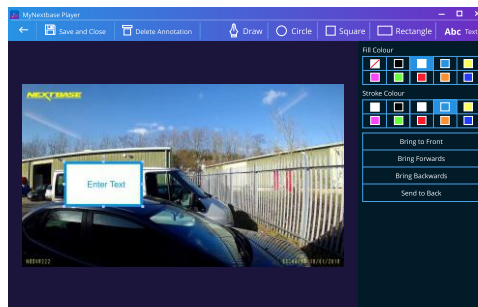 MyNextbase Player
Save and Close
Delete Annotation
Draw
Circle
Square
Rectangle
Abc Text
Fill Colour
Stroke Colour
Bring to Front
Bring Forwards
Bring Backwards
Send to Back
NEXTBASE
Enter Text